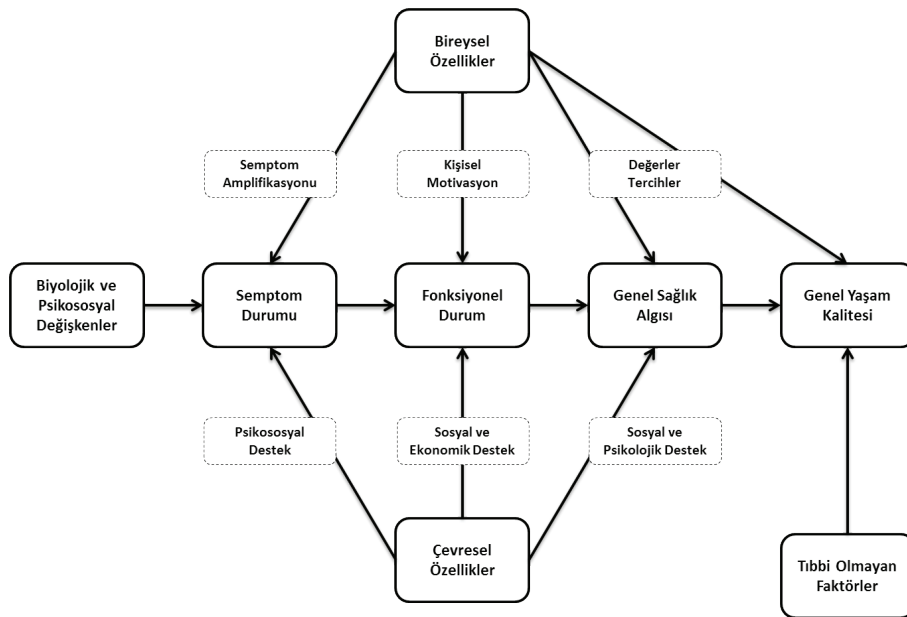 Bireysel
Özellikler
Semptom
Amplifikasyonu
Kişisel
Motivasyon
Değerler
Tercihler
Biyolojik ve
Psikososyal
Değişkenler
Semptom
Durumu
Fonksiyonel
Durum
Genel Sağlık
Algısı
Genel Yaşam
Kalitesi
Psikososyal
Destek
Sosyal ve
Ekonomik Destek
Sosyal ve
Psikolojik Destek
Çevresel
Özellikler
Tıbbi Olmayan
Faktörler